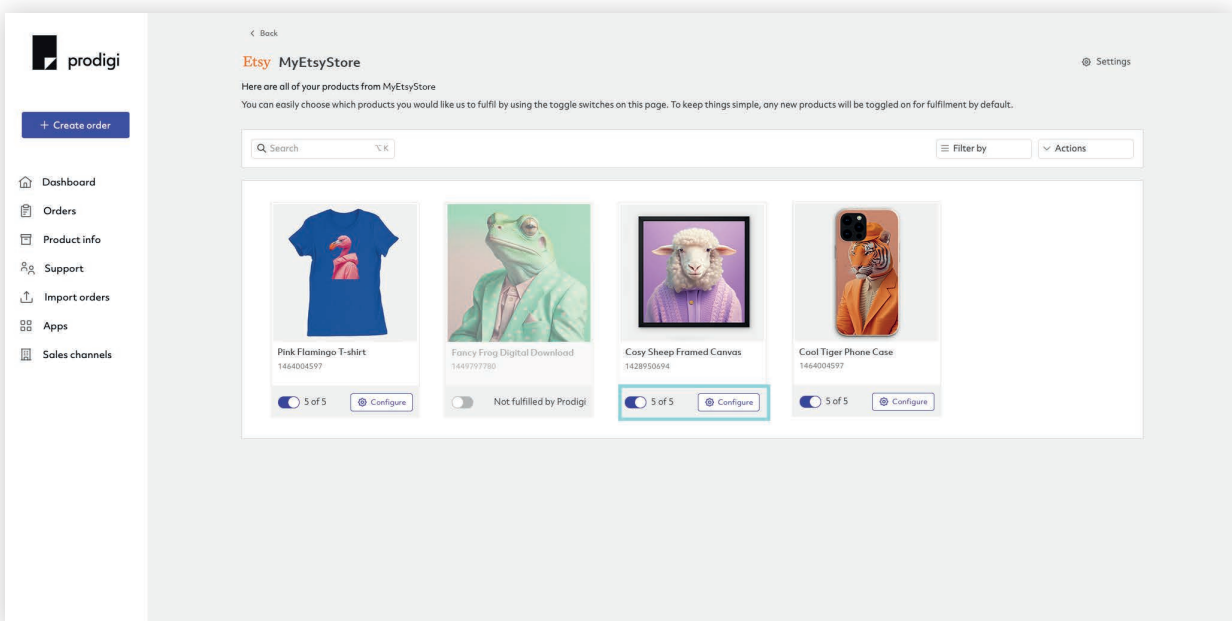 prodigi
+ Create order
Dashboard
Orders
Product info
Support
Import orders
Apps
Sales channels
Back
Etsy MyEtsyStore
Settings
Here are all of your products from MyEtsyStore
You can easily choose which products you would like us to fulfil by using the toggle switches on this page. To keep things simple, any new products will be toggled on for fulfilment by default.
Search ⌥ K
Filter by
Actions
Pink Flamingo T-shirt
1464004597
5 of 5
Configure
Fancy Frog Digital Download
1449797780
Not fulfilled by Prodigi
Cosy Sheep Framed Canvas
1428950694
5 of 5
Configure
Cool Tiger Phone Case
1464004597
5 of 5
Configure